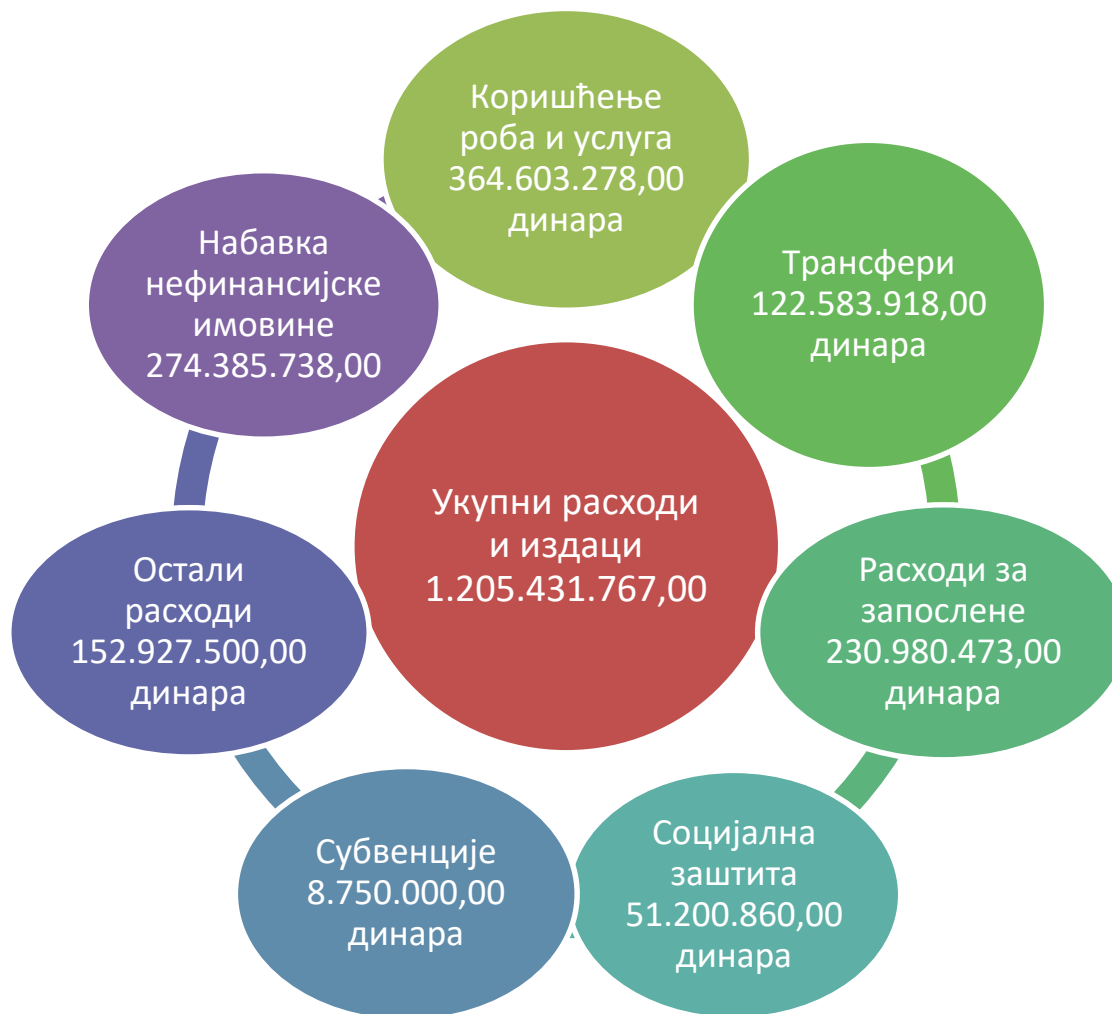 Коришћење
роба и услуга
364.603.278,00
динара
Трансфери
122.583.918,00
динара
Расходи за
запослене
230.980.473,00
динара
Социјална
заштита
51.200.860,00
динара
Субвенције
8.750.000,00
динара
Остали
расходи
152.927.500,00
динара
Набавка
нефинансијске
имовине
274.385.738,00
Укупни расходи
и издаци
1.205.431.767,00